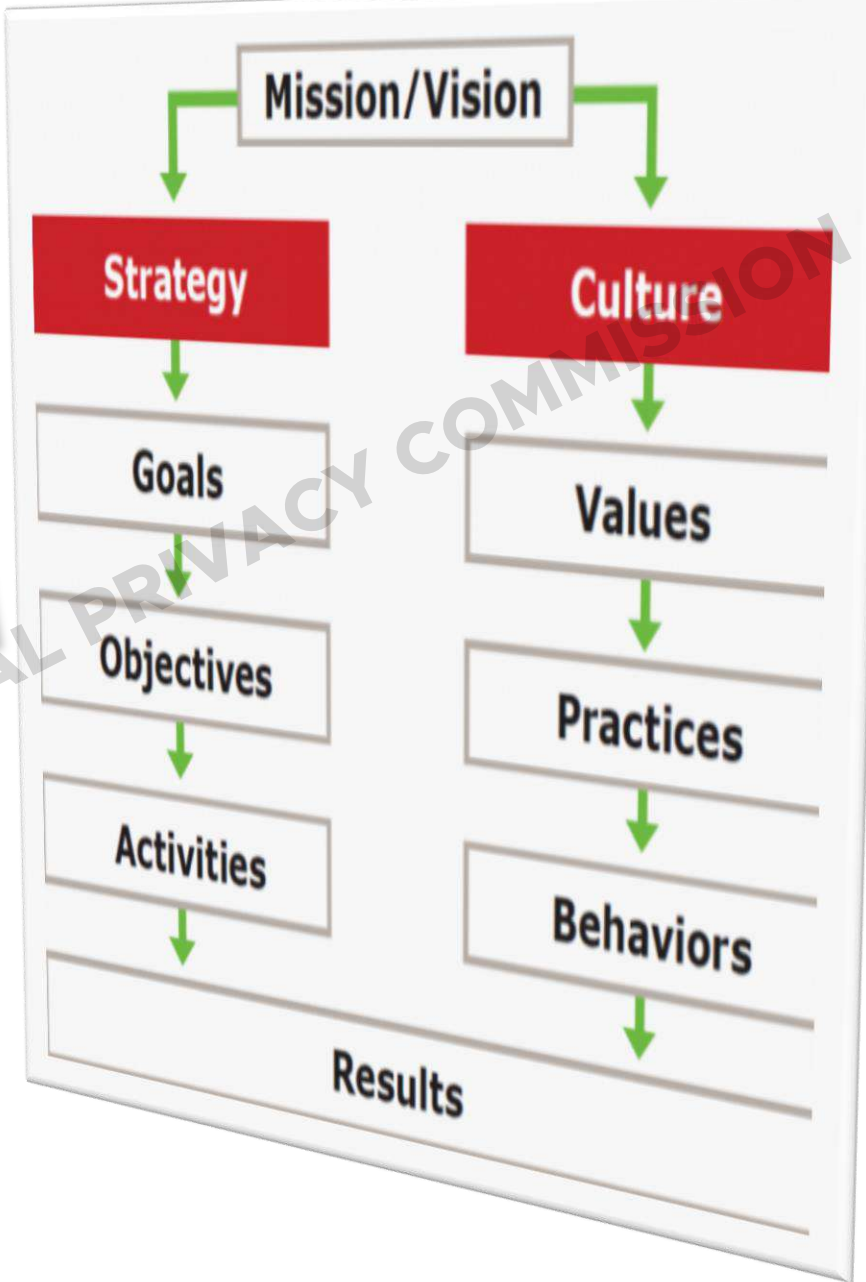 Mission/Vision
Strategy
Culture
Goals
Values
Objectives
Practices
Activities
Behaviors
Results
PRIVACY COMMISSION